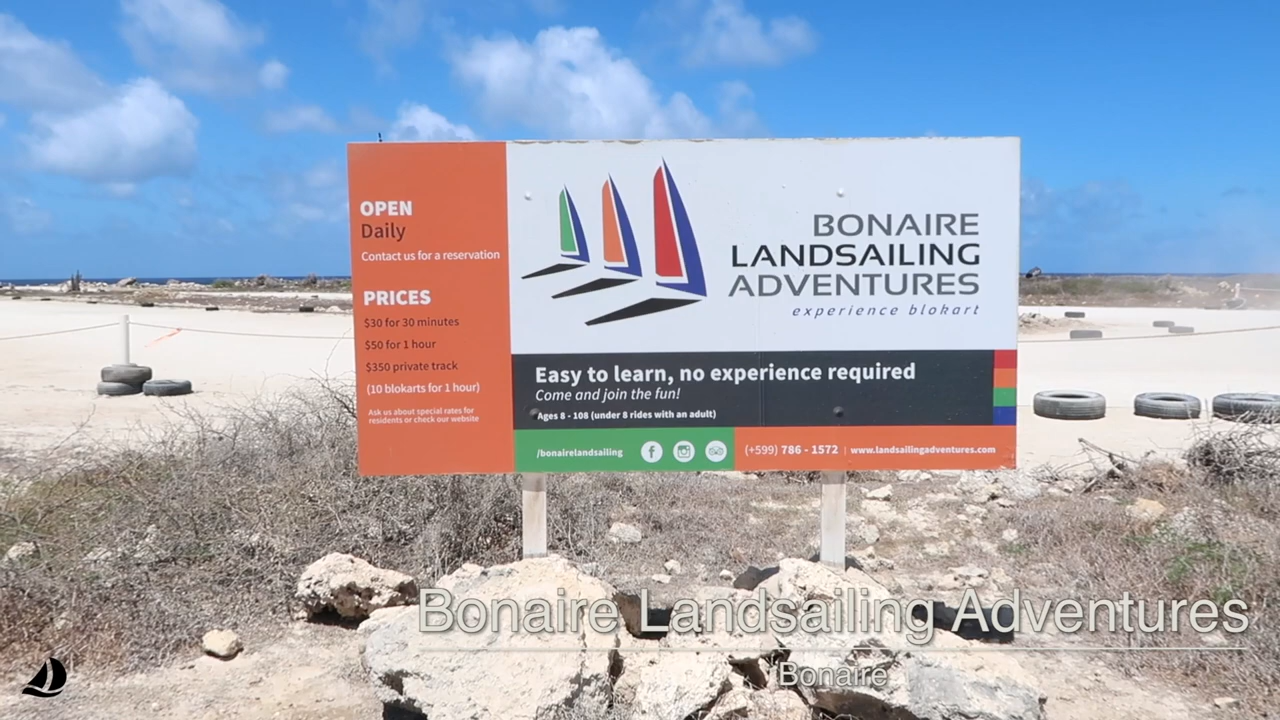 OPEN
Daily
Contact us for a reservation
PRICES
$30 for 30 minutes
$50 for 1 hour
$350 private track
(10 blokarts for 1 hour)
Ask us about special rates for
residents or check our website
BONAIRE
LANDSAILING
ADVENTURES
experience blokart
Easy to learn, no experience required
Come and join the fun!
Ages 8 - 108 (under 8 rides with an adult)
/bonairelandsailing
(+599) 786 - 1572 | www.landsailingadventures.com
Bonaire Landsailing Adventures
Bonaire